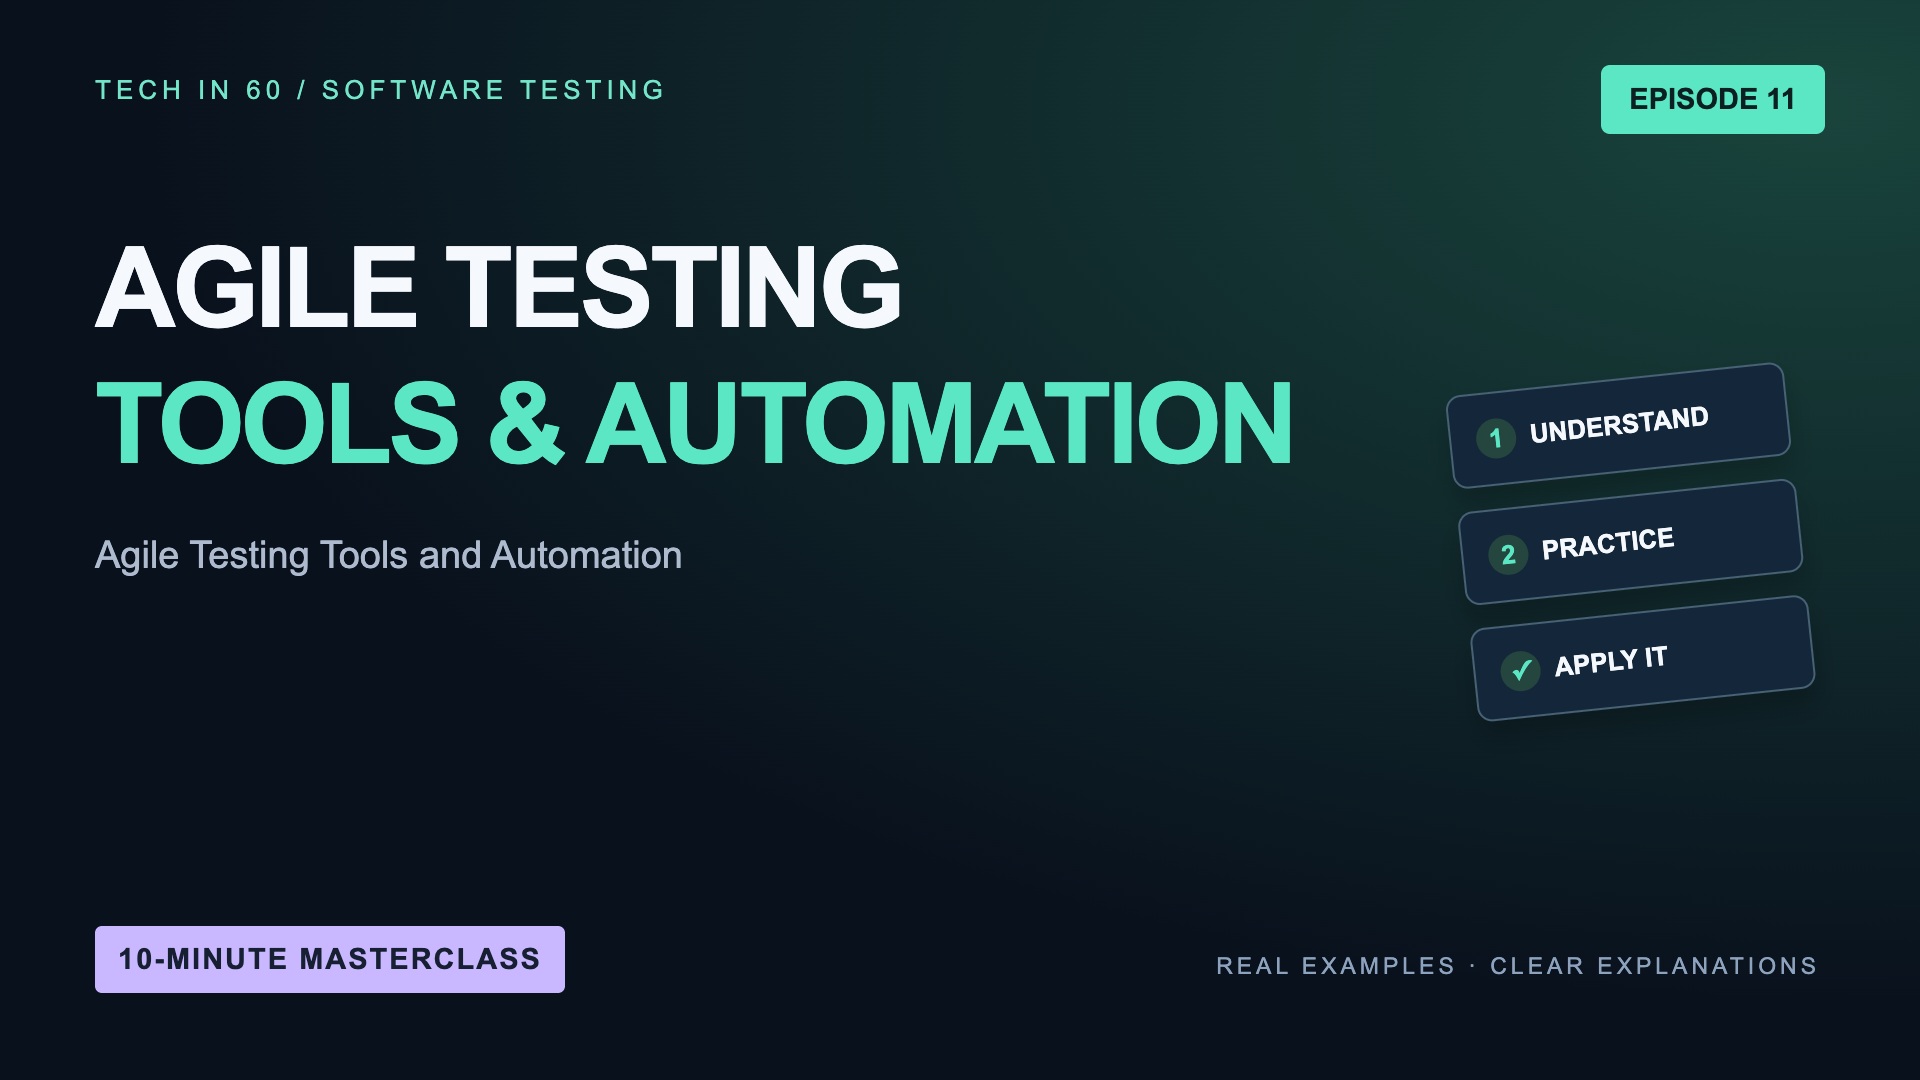 TECH IN 60 / SOFTWARE TESTING
EPISODE 11
AGILE TESTING
TOOLS & AUTOMATION
Agile Testing Tools and Automation
1 UNDERSTAND
2 PRACTICE
✓ APPLY IT
10-MINUTE MASTERCLASS
REAL EXAMPLES · CLEAR EXPLANATIONS